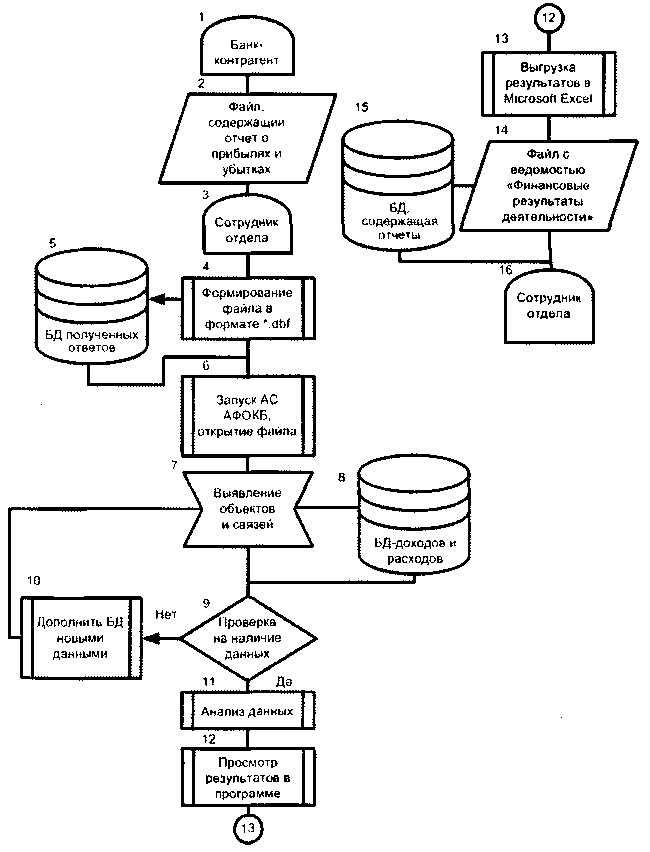 1
Банк-
контрагент
2
Файл,
содержащии
отчет о
прибылях и
убытках
3
Сотрудник
отдела
4
Формирование
файла в
формате *.dbf
5
БД полученных
ответов
6
Запуск АС
АФОКБ,
открытие файла
7
Выявление
объектов
и связей
8
БД-доходов и
расходов
9
Проверка
на наличие
данных
Нет
10
Дополнить БД
новыми
данными
Да
11
Анализ данных
12
Просмотр
результатов в
программе
13
12
13
Выгрузка
результатов в
Microsoft Excel
14
Файл с
ведомостью
«Финансовые
результаты
деятельности»
15
БД,
содержащая
отчеты
16
Сотрудник
отдела